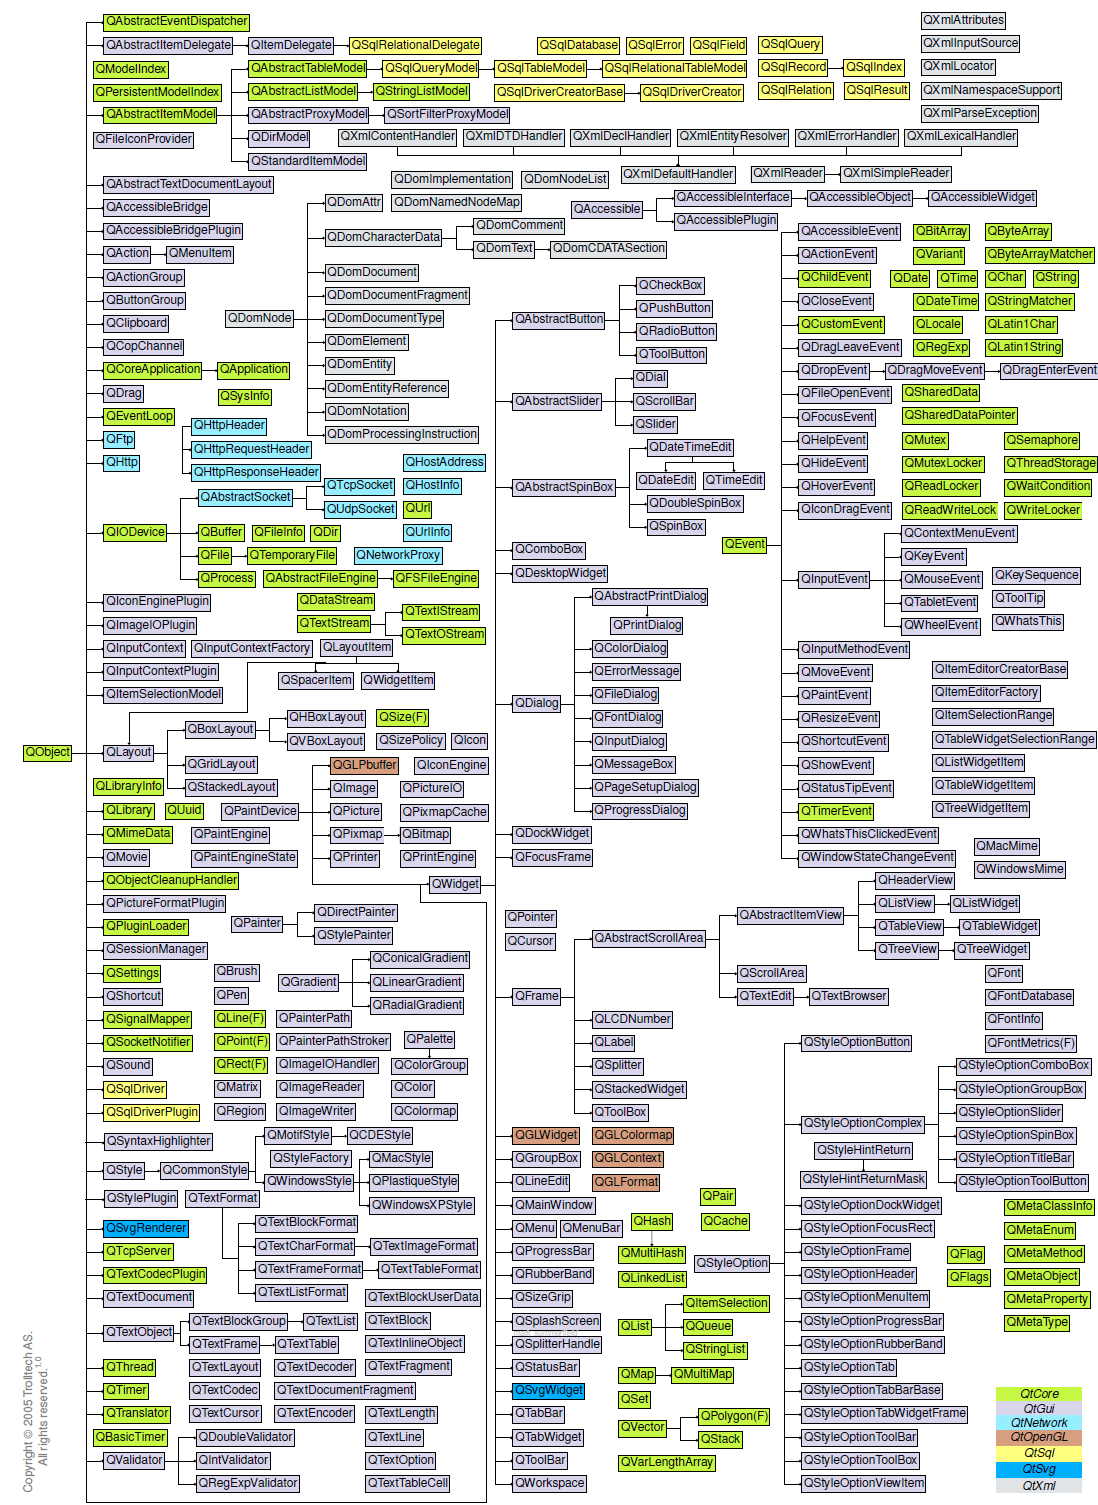 QAbstractEventDispatcher
QAbstractItemDelegate QItemDelegate QSqlRelationalDelegate
QModelIndex
QPersistentModelIndex
QAbstractItemModel
QFileIconProvider
QAbstractTableModel QSqlQueryModel QSqlTableModel QSqlRelationalTableModel
QAbstractListModel QStringListModel
QAbstractProxyModel QSortFilterProxyModel
QDirModel
QStandardItemModel
QSqlDatabase QSqlError QSqlField QSqlQuery
QSqlRecord QSqlIndex
QSqlDriverCreatorBase QSqlDriverCreator
QSqlRelation QSqlResult
QXmlAttributes
QXmlInputSource
QXmlLocator
QXmlNamespaceSupport
QXmlParseException
QXmlContentHandler QXmlDTDHandler QXmlDeclHandler QXmlEntityResolver QXmlErrorHandler QXmlLexicalHandler
QXmlDefaultHandler QXmlReader QXmlSimpleReader
QAbstractTextDocumentLayout
QAccessibleBridge
QAccessibleBridgePlugin
QAction QMenuItem
QActionGroup
QButtonGroup
QClipboard
QCopChannel
QCoreApplication QApplication
QDrag
QSysInfo
QEventLoop
QFtp
QHttp
QHttpHeader
QHttpRequestHeader
QHttpResponseHeader
QDomImplementation QDomNodeList
QDomAttr QDomNamedNodeMap
QDomCharacterData
QDomComment
QDomText QDomCDATASection
QDomNode
QDomDocument
QDomDocumentFragment
QDomDocumentType
QDomElement
QDomEntity
QDomEntityReference
QDomNotation
QDomProcessingInstruction
QAccessible
QAccessibleInterface QAccessibleObject QAccessibleWidget
QAccessiblePlugin
QHostAddress
QHostInfo
QUrl
QUrlInfo
QIODevice
QAbstractSocket
QTcpSocket
QUdpSocket
QBuffer QFileInfo QDir
QFile QTemporaryFile QNetworkProxy
QProcess QAbstractFileEngine QFSFileEngine
QIconEnginePlugin
QImageIOPlugin
QInputContext QInputContextFactory QLayoutItem
QInputContextPlugin
QItemSelectionModel
QDataStream
QTextStream
QTextIStream
QTextOStream
QSpacerItem QWidgetItem
QObject
QLayout
QBoxLayout
QHBoxLayout QSize(F)
QVBoxLayout QSizePolicy QIcon
QGridLayout
QStackedLayout
QLibraryInfo
QLibrary QUuid QPaintDevice
QGLPbuffer QIconEngine
QImage QPictureIO
QPicture QPixmapCache
QPixmap QBitmap
QPrinter QPrintEngine
QMimeData QPaintEngine
QMovie QPaintEngineState
QObjectCleanupHandler
QWidget
QPictureFormatPlugin
QPluginLoader
QSessionManager
QSettings
QShortcut
QSignalMapper
QSocketNotifier
QSound
QSqlDriver
QSqlDriverPlugin
QPainter
QDirectPainter
QStylePainter
QGradient
QConicalGradient
QLinearGradient
QRadialGradient
QBrush
QPen
QLine(F) QPainterPath
QPoint(F) QPainterPathStroker QPalette
QRect(F) QImageIOHandler QColorGroup
QMatrix QImageReader QColor
QRegion QImageWriter QColormap
QSyntaxHighlighter
QStyle QCommonStyle
QMotifStyle QCDEStyle
QStyleFactory
QWindowsStyle
QMacStyle
QPlastiqueStyle
QWindowsXPStyle
QStylePlugin QTextFormat
QSvgRenderer
QTcpServer
QTextCodecPlugin
QTextDocument
QTextBlockFormat
QTextCharFormat QTextImageFormat
QTextFrameFormat QTextTableFormat
QTextListFormat
QTextBlockUserData
QTextObject
QTextBlockGroup QTextList QTextBlock
QTextFrame QTextTable QTextInlineObject
QThread QTextLayout QTextDecoder QTextFragment
QTimer QTextCodec QTextDocumentFragment
QTranslator QTextCursor QTextEncoder QTextLength
QBasicTimer QDoubleValidator QTextLine
QValidator QIntValidator QTextOption
QRegExpValidator QTextTableCell
QAbstractButton
QCheckBox
QPushButton
QRadioButton
QToolButton
QAbstractSlider
QDial
QScrollBar
QSlider
QAbstractSpinBox
QDateTimeEdit
QDateEdit QTimeEdit
QDoubleSpinBox
QSpinBox
QComboBox
QDesktopWidget
QDialog
QAbstractPrintDialog
QPrintDialog
QColorDialog
QErrorMessage
QFileDialog
QFontDialog
QInputDialog
QMessageBox
QPageSetupDialog
QProgressDialog
QDockWidget
QFocusFrame
QPointer
QCursor
QFrame
QAbstractScrollArea
QAbstractItemView
QHeaderView
QListView QListWidget
QTableView QTableWidget
QTreeView QTreeWidget
QScrollArea
QTextEdit QTextBrowser
QLCDNumber
QLabel
QSplitter
QStackedWidget
QToolBox
QGLWidget QGLColormap
QGroupBox QGLContext
QLineEdit QGLFormat
QMainWindow
QMenu QMenuBar
QProgressBar
QRubberBand
QSizeGrip
QSplashScreen
QSplitterHandle
QStatusBar
QSvgWidget
QTabBar
QTabWidget
QToolBar
QWorkspace
QPair
QHash QCache
QMultiHash
QLinkedList
QList
QItemSelection
QQueue
QStringList
QMap QMultiMap
QSet
QVector
QPolygon(F)
QStack
QVarLengthArray
QEvent
QAccessibleEvent QBitArray QByteArray
QActionEvent QVariant QByteArrayMatcher
QChildEvent QDate QTime QChar QString
QCloseEvent QDateTime QStringMatcher
QCustomEvent QLocale QLatin1Char
QDragLeaveEvent QRegExp QLatin1String
QDropEvent QDragMoveEvent QDragEnterEvent
QFileOpenEvent QSharedData
QFocusEvent QSharedDataPointer
QHelpEvent QMutex QSemaphore
QHideEvent QMutexLocker QThreadStorage
QHoverEvent QReadLocker QWaitCondition
QIconDragEvent QReadWriteLock QWriteLocker
QInputEvent
QContextMenuEvent
QKeyEvent
QMouseEvent QKeySequence
QTabletEvent QToolTip
QWheelEvent QWhatsThis
QInputMethodEvent
QMoveEvent QItemEditorCreatorBase
QPaintEvent QItemEditorFactory
QResizeEvent QItemSelectionRange
QShortcutEvent QTableWidgetSelectionRange
QShowEvent QListWidgetItem
QStatusTipEvent QTableWidgetItem
QTimerEvent QTreeWidgetItem
QWhatsThisClickedEvent
QWindowStateChangeEvent
QMacMime
QWindowsMime
QFont
QFontDatabase
QFontInfo
QFontMetrics(F)
QStyleOption
QStyleOptionButton
QStyleOptionComplex
QStyleOptionComboBox
QStyleOptionGroupBox
QStyleOptionSlider
QStyleOptionSpinBox
QStyleOptionTitleBar
QStyleOptionToolButton
QStyleHintReturn
QStyleHintReturnMask
QStyleOptionDockWidget
QStyleOptionFocusRect
QStyleOptionFrame
QStyleOptionHeader
QStyleOptionMenuItem
QStyleOptionProgressBar
QStyleOptionRubberBand
QStyleOptionTab
QStyleOptionTabBarBase
QStyleOptionTabWidgetFrame
QStyleOptionToolBar
QStyleOptionToolBox
QStyleOptionViewItem
QFlag
QFlags
QMetaClassInfo
QMetaEnum
QMetaMethod
QMetaObject
QMetaProperty
QMetaType
QtCore
QtGui
QtNetwork
QtOpenGL
QtSql
QtSvg
QtXml
Copyright © 2005 Trolltech AS.
All rights reserved. 1.0